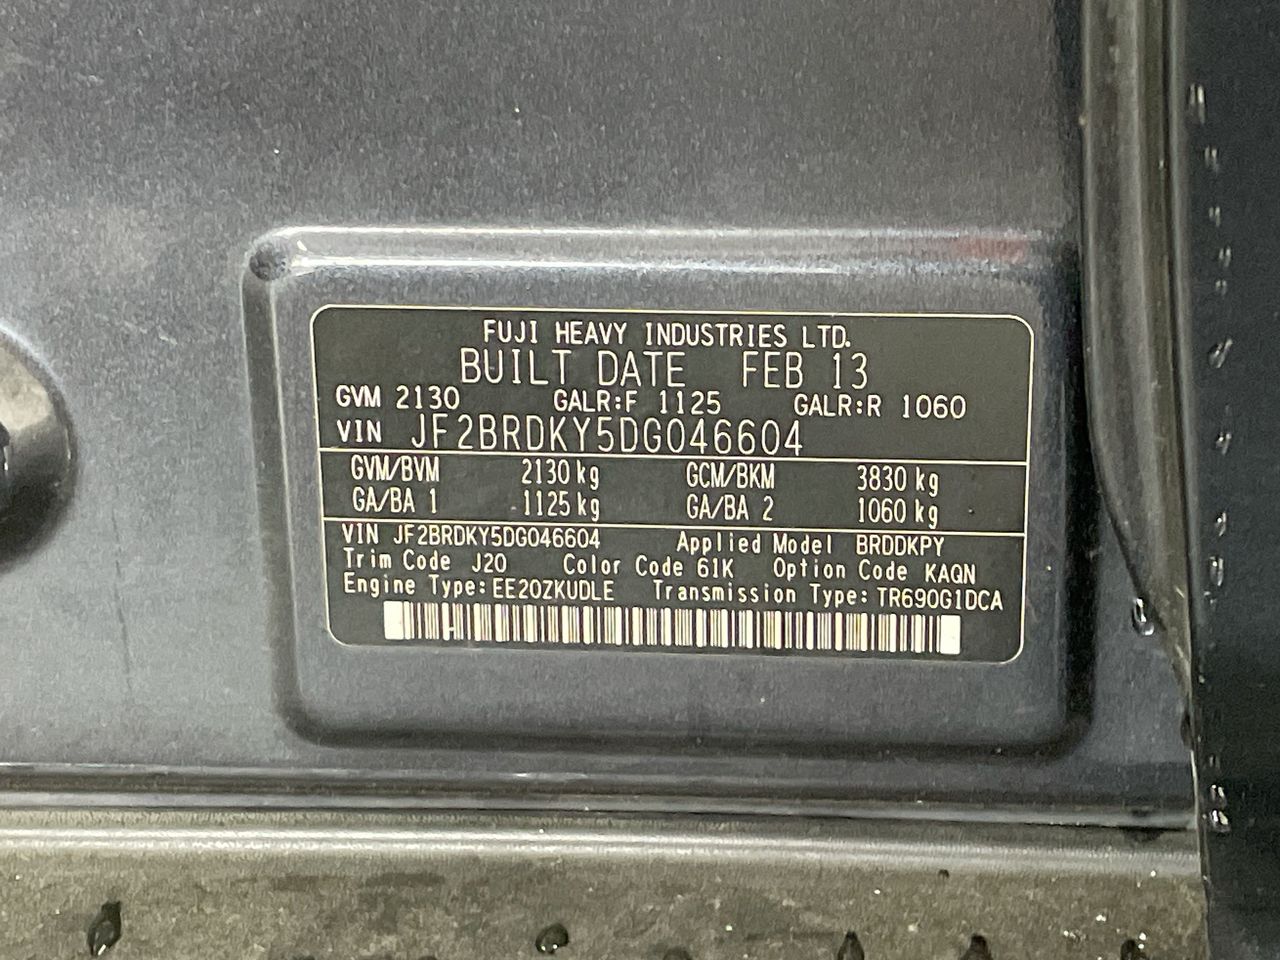 FUJI HEAVY INDUSTRIES LTD.
BUILT DATE FEB 13
GVM 2130 GALR:F 1125 GALR:R 1060
VIN JF2BRDKY5DG046604
GVM/BVM 2130 kg GCM/BKM 3830 kg
GA/BA 1 1125 kg GA/BA 2 1060 kg
VIN JF2BRDKY5DG046604 Applied Model BRDDKPY
Trim Code J20 Color Code 61K Option Code KAQN
Engine Type: EE20ZKUDLE Transmission Type: TR690G1DCA